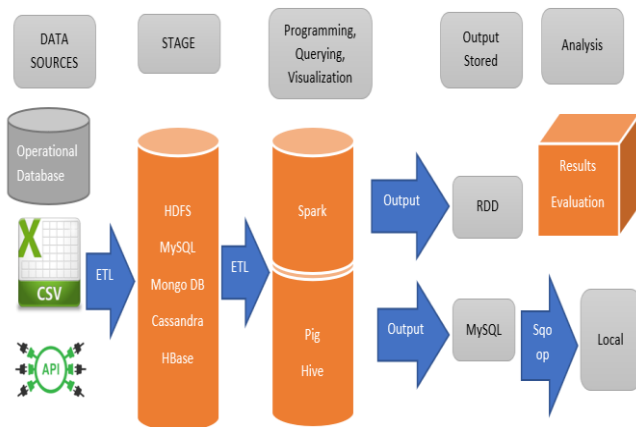 DATA
SOURCES
STAGE
Programming,
Querying,
Visualization
Output
Stored
Analysis
Operational
Database
X
CSV
API
ETL
HDFS
MySQL
Mongo DB
Cassandra
HBase
ETL
Spark
Pig
Hive
Output
RDD
Results
Evaluation
Output
MySQL
Sqo
op
Local